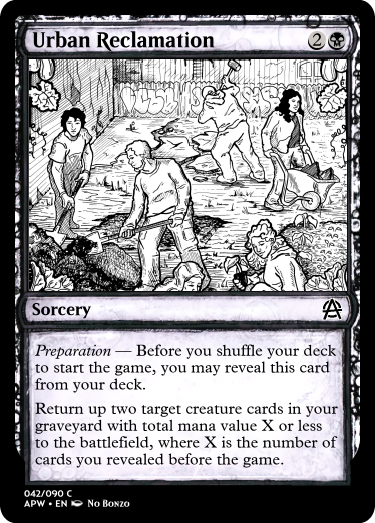 Urban Reclamation 2
Sorcery
Preparation — Before you shuffle your deck
to start the game, you may reveal this card
from your deck.
Return up two target creature cards in your
graveyard with total mana value X or less
to the battlefield, where X is the number of
cards you revealed before the game.
042/090 C
APW • EN No Bonzo